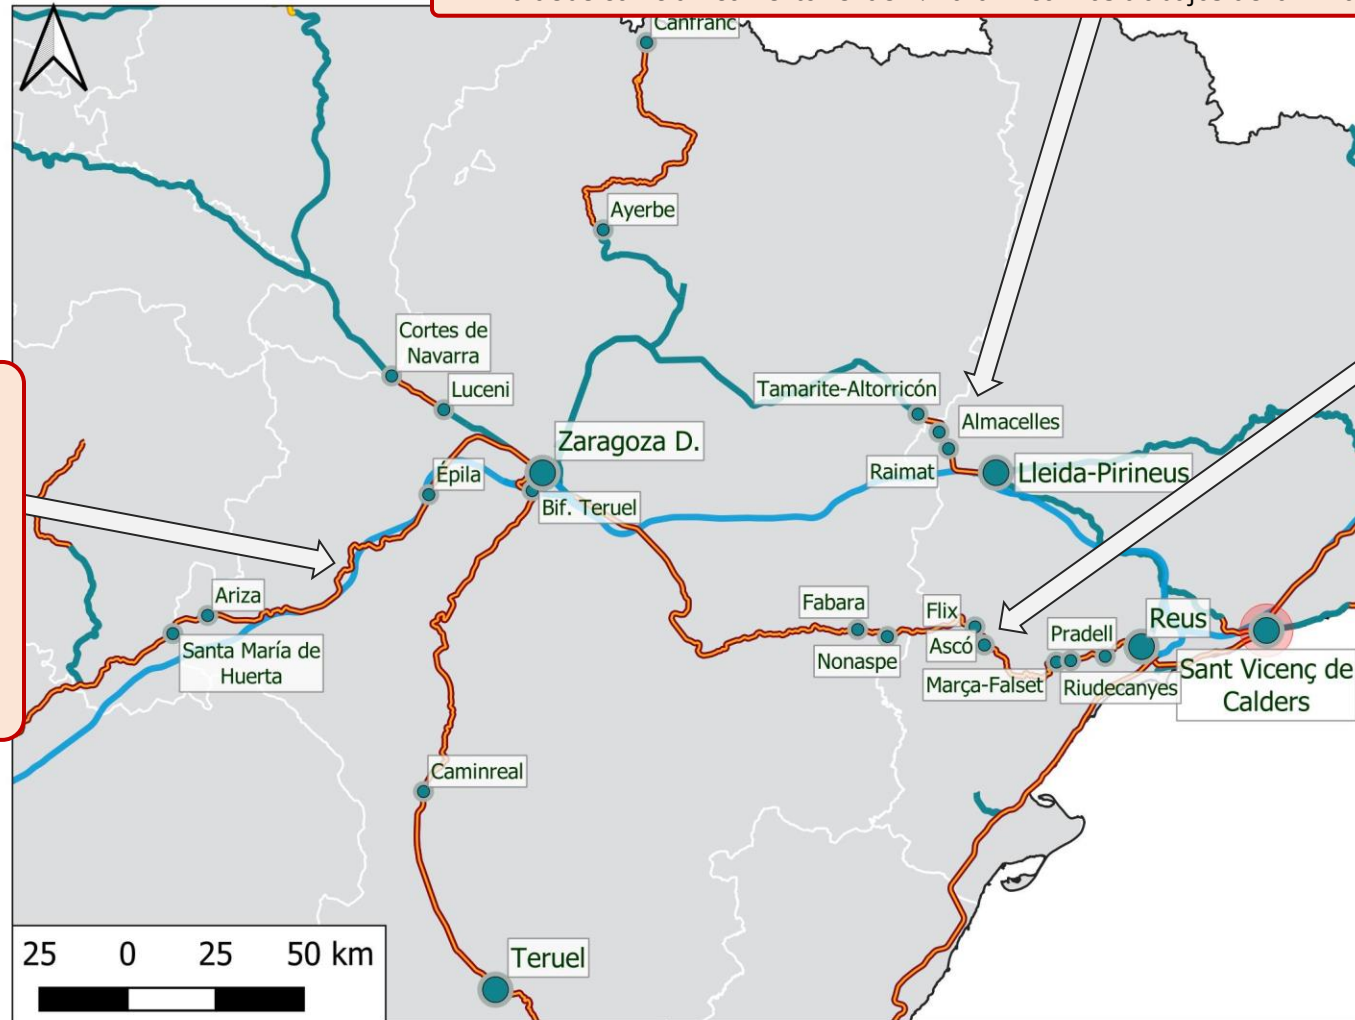 Canfranc
Ayerbe
Cortes de
Navarra
Luceni
Tamarite-Altorricón
Almacelles
Zaragoza D.
Raimat
Lleida-Pirineus
Épila
Bif. Teruel
Ariza
Santa María de
Huerta
Fabara
Flix
Nonaspe
Ascó
Pradell
Reus
Marça-Falset
Riudecanyes
Sant Vicenç de
Calders
Caminreal
Teruel
25 0 25 50 km